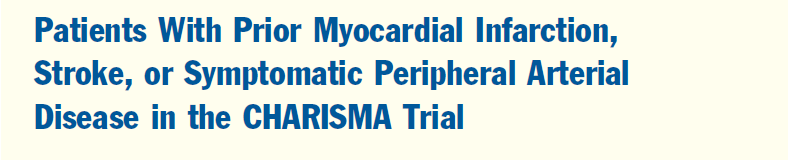 Patients With Prior Myocardial Infarction,
Stroke, or Symptomatic Peripheral Arterial
Disease in the CHARISMA Trial